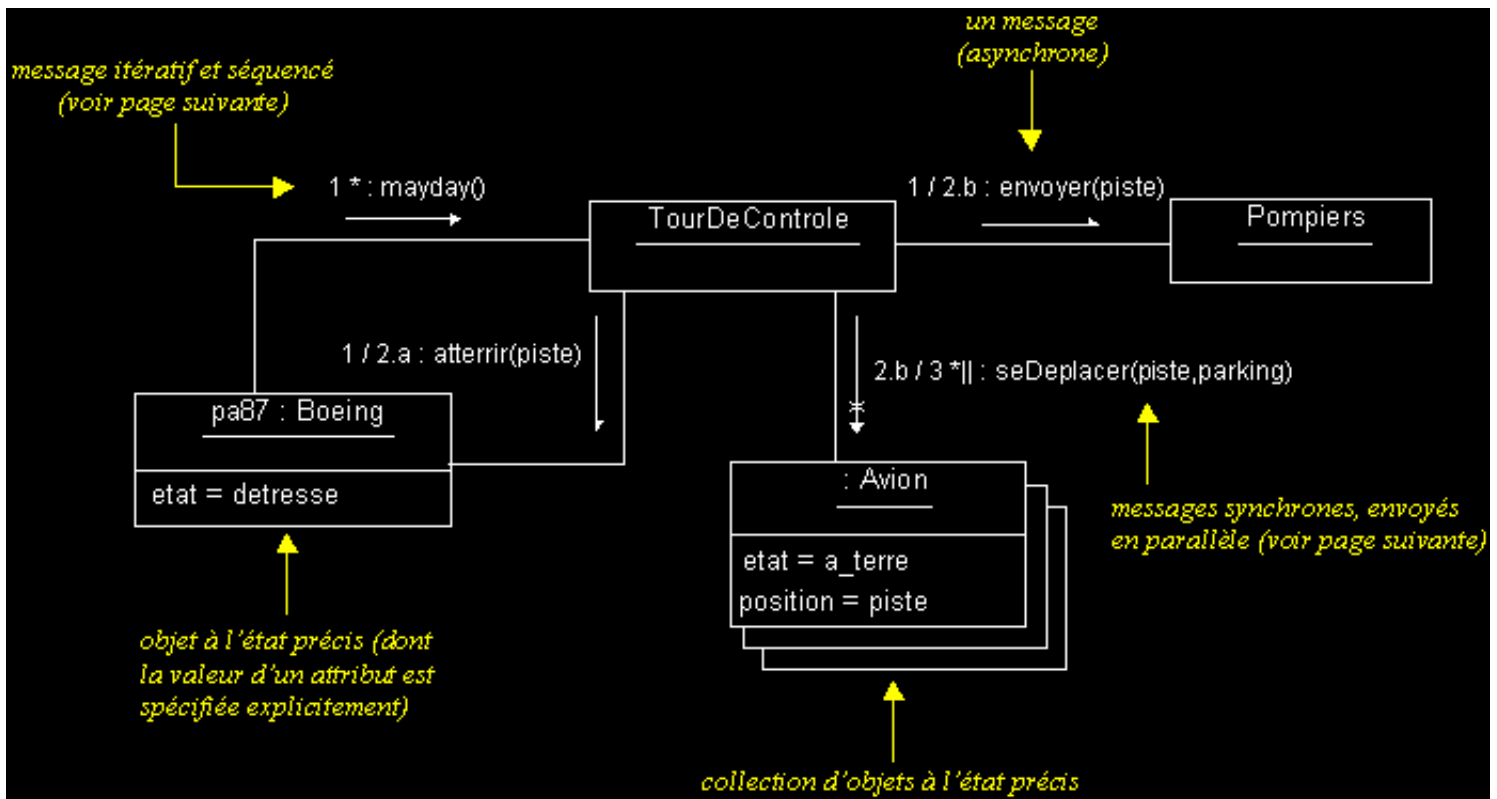 un message
(asynchrone)
message itératif et séquencé
(voir page suivante)
1 * : mayday()
1 / 2.b : envoyer(piste)
TourDeControle
Pompiers
1 / 2.a : atterrir(piste)
2.b / 3 *|| : seDeplacer(piste,parking)
pa87 : Boeing
etat = detresse
: Avion
etat = a_terre
position = piste
messages synchrones, envoyés
en parallèle (voir page suivante)
objet à l'état précis (dont
la valeur d'un attribut est
spécifiée explicitement)
collection d'objets à l'état précis